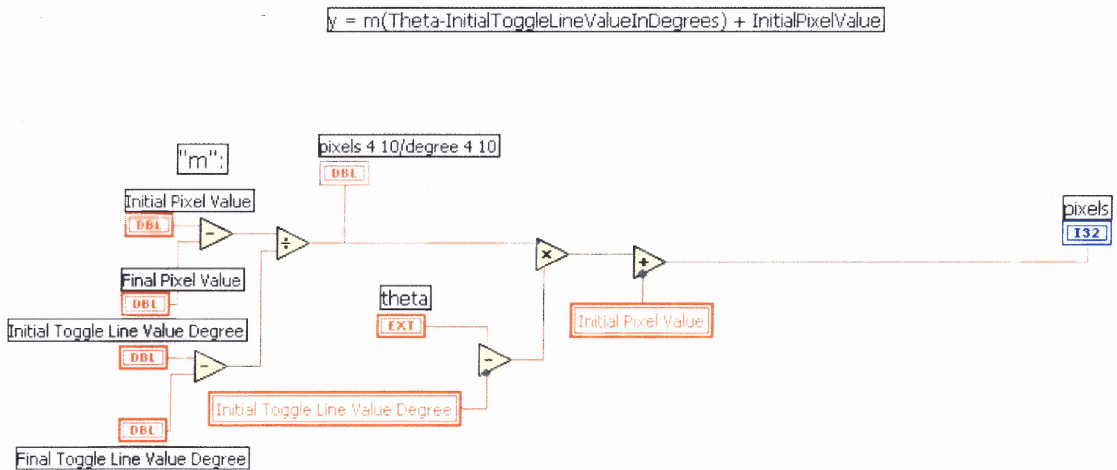 y = m(Theta-InitialToggleLineValueInDegrees) + InitialPixelValue
pixels 4 10/degree 4 10
DBL
"m":
Initial Pixel Value
DBL
-
÷
pixels
I32
x
+
Final Pixel Value
DBL
theta
EXT
Initial Pixel Value
Initial Toggle Line Value Degree
DBL
-
-
Initial Toggle Line Value Degree
DBL
Final Toggle Line Value Degree